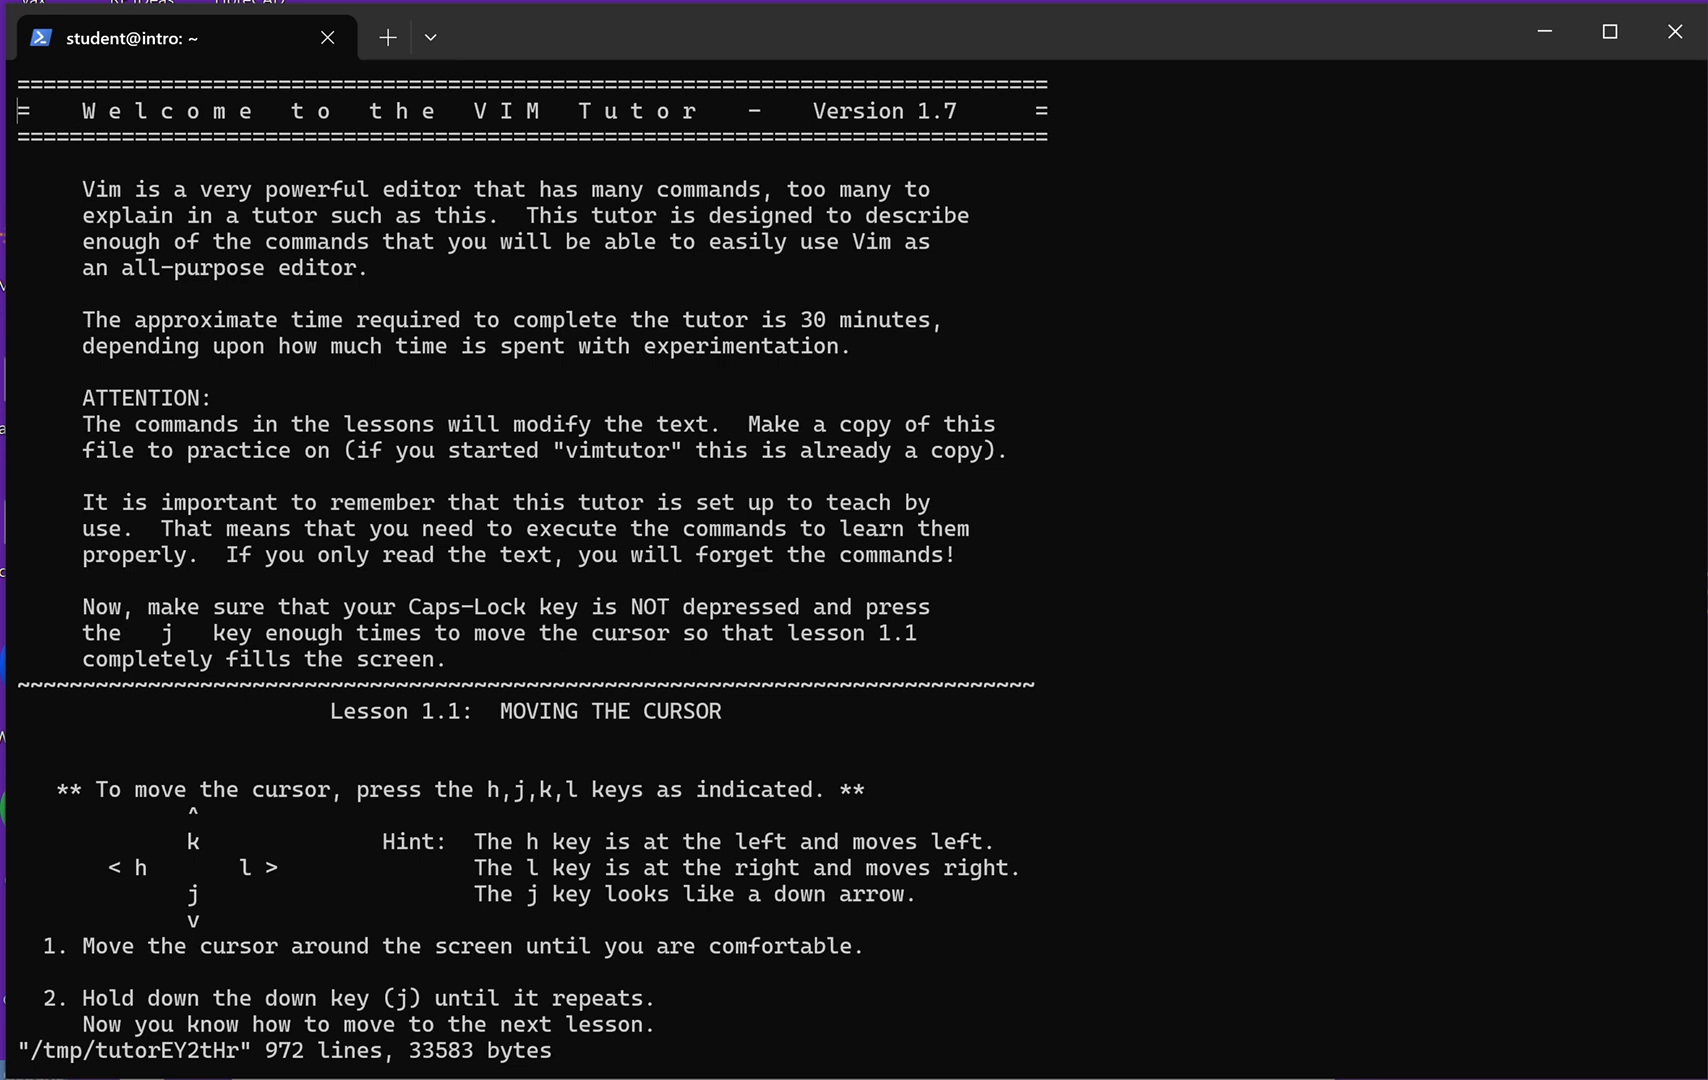 student@intro: ~
===============================================================================
=    W e l c o m e   t o   t h e   V I M   T u t o r    -    Version 1.7      =
===============================================================================
Vim is a very powerful editor that has many commands, too many to
explain in a tutor such as this.  This tutor is designed to describe
enough of the commands that you will be able to easily use Vim as
an all-purpose editor.
The approximate time required to complete the tutor is 30 minutes,
depending upon how much time is spent with experimentation.
ATTENTION:
The commands in the lessons will modify the text.  Make a copy of this
file to practice on (if you started "vimtutor" this is already a copy).
It is important to remember that this tutor is set up to teach by
use.  That means that you need to execute the commands to learn them
properly.  If you only read the text, you will forget the commands!
Now, make sure that your Caps-Lock key is NOT depressed and press
the   j   key enough times to move the cursor so that lesson 1.1
completely fills the screen.
~~~~~~~~~~~~~~~~~~~~~~~~~~~~~~~~~~~~~~~~~~~~~~~~~~~~~~~~~~~~~~~~~~~~~~~~~~~~~~
Lesson 1.1:  MOVING THE CURSOR
** To move the cursor, press the h,j,k,l keys as indicated. **
^
k              Hint:  The h key is at the left and moves left.
< h       l >               The l key is at the right and moves right.
j                     The j key looks like a down arrow.
v
1. Move the cursor around the screen until you are comfortable.
2. Hold down the down key (j) until it repeats.
Now you know how to move to the next lesson.
"/tmp/tutorEY2tHr" 972 lines, 33583 bytes